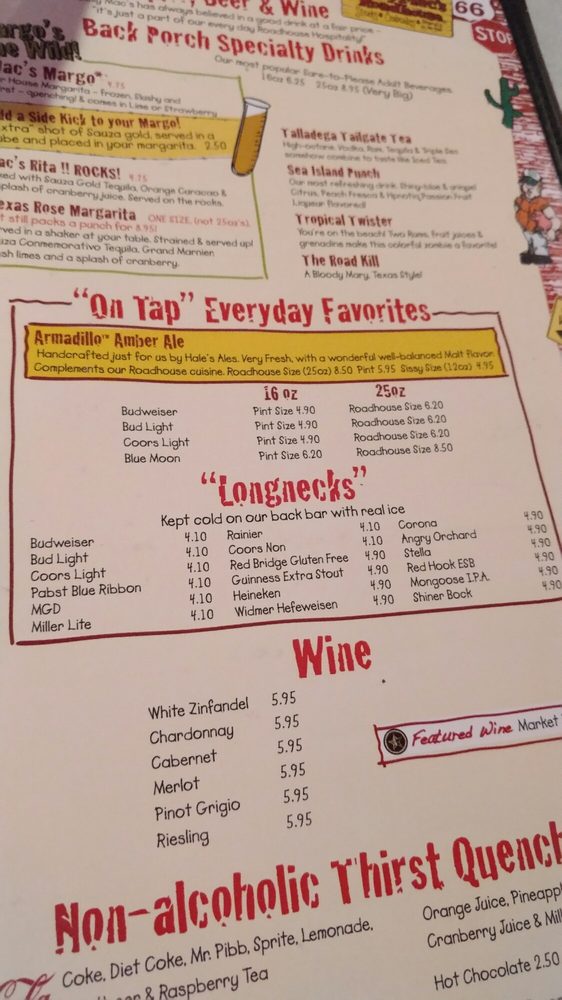 Beer & Wine
Mac's has always believed in a good drink at a fair price -
"it's just a part of our every day Roadhouse Hospitality"
66
STOP
Back Porch Specialty Drinks
Our most popular Sure-to-Please Adult Beverages.
16oz 6.25 25oz 8.95 (Very Big)
Mac's Margo* 4.75
House Margarita - Frozen, Slushy and
- quenching! & comes in Lime or Strawberry
a Side Kick to your Margo!
shot of Sauza gold, served in a
and placed in your margarita. 2.50
Rita !! ROCKS! 4.75
with Sauza Gold Tequila, Orange Curacao &
splash of cranberry juice. Served on the rocks.
Texas Rose Margarita ONE SIZE, (not 25oz's).
still packs a punch for 8.95!
in a shaker at your table. Strained & served up!
Conmemorativo Tequila, Grand Marnier,
limes and a splash of cranberry.
Talladega Tailgate Tea
High-octane Vodka, Rum, Tequila & Triple Sec
somehow combine to taste like Iced Tea.
Sea Island Punch
Our most refreshing drink.
Citrus, Peach Fresca & Hpnotiq Passion Fruit
Liqueur flavored!
Tropical Twister
You're on the beach! Two Rums, fruit juices &
grenadine make this colorful zombie a favorite!
The Road Kill
A Bloody Mary, Texas Style!
"On Tap" Everyday Favorites
Armadillo™ Amber Ale
Handcrafted just for us by Hale's Ales. Very Fresh, with a wonderful well-balanced Malt flavor.
Complements our Roadhouse cuisine. Roadhouse Size (25oz) 8.50 Pint 5.95 Sissy Size (12oz) 4.95
16 oz 25oz
Budweiser Pint Size 4.90 Roadhouse Size 6.20
Bud Light Pint Size 4.90 Roadhouse Size 6.20
Coors Light Pint Size 4.90 Roadhouse Size 6.20
Blue Moon Pint Size 6.20 Roadhouse Size 8.50
"Longnecks"
Kept cold on our back bar with real ice
Budweiser 4.10
Bud Light 4.10
Coors Light 4.10
Pabst Blue Ribbon 4.10
MGD 4.10
Miller Lite 4.10
Rainier 4.10
Coors Non 4.10
Red Bridge Gluten Free 4.90
Guinness Extra Stout 4.90
Heineken 4.90
Widmer Hefeweisen 4.90
Corona 4.90
Angry Orchard 4.90
Stella 4.90
Red Hook ESB 4.90
Mongoose I.P.A. 4.90
Shiner Bock 4.90
Wine
White Zinfandel 5.95
Chardonnay 5.95
Cabernet 5.95
Merlot 5.95
Pinot Grigio 5.95
Riesling 5.95
Featured Wine Market
Non-alcoholic Thirst Quench
Coke, Diet Coke, Mr. Pibb, Sprite, Lemonade,
& Raspberry Tea
Orange Juice, Pineapp
Cranberry Juice & Mil
Hot Chocolate 2.50